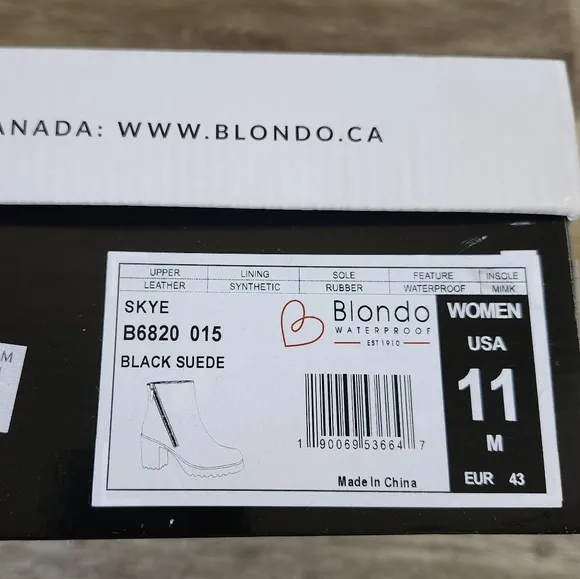 ANADA: WWW.BLONDO.CA
UPPER LINING SOLE FEATURE INSOLE
LEATHER SYNTHETIC RUBBER WATERPROOF MIMK
SKYE
B6820 015
BLACK SUEDE
Blondo
WATERPROOF
EST 1910
WOMEN
USA
11
M
EUR 43
1 90069 53664 7
Made In China
M